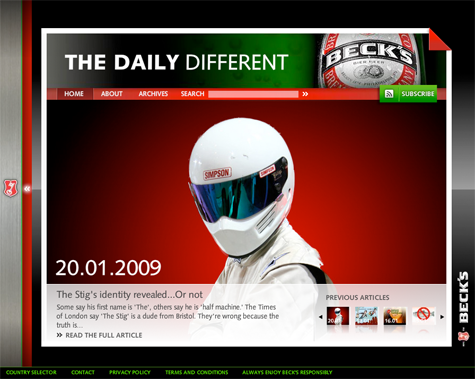 THE DAILY DIFFERENT
BECK'S
HOME ABOUT ARCHIVES SEARCH SUBSCRIBE
SIMPSON SIMPSON
20.01.2009
The Stig's identity revealed...Or not
Some say his first name is 'The', others say he is 'half machine.' The Times
of London say 'The Stig' is a dude from Bristol. They're wrong because the
truth is...
READ THE FULL ARTICLE
PREVIOUS ARTICLES
16.01
BECK'S
COUNTRY SELECTOR CONTACT PRIVACY POLICY TERMS AND CONDITIONS ALWAYS ENJOY BECK'S RESPONSIBLY